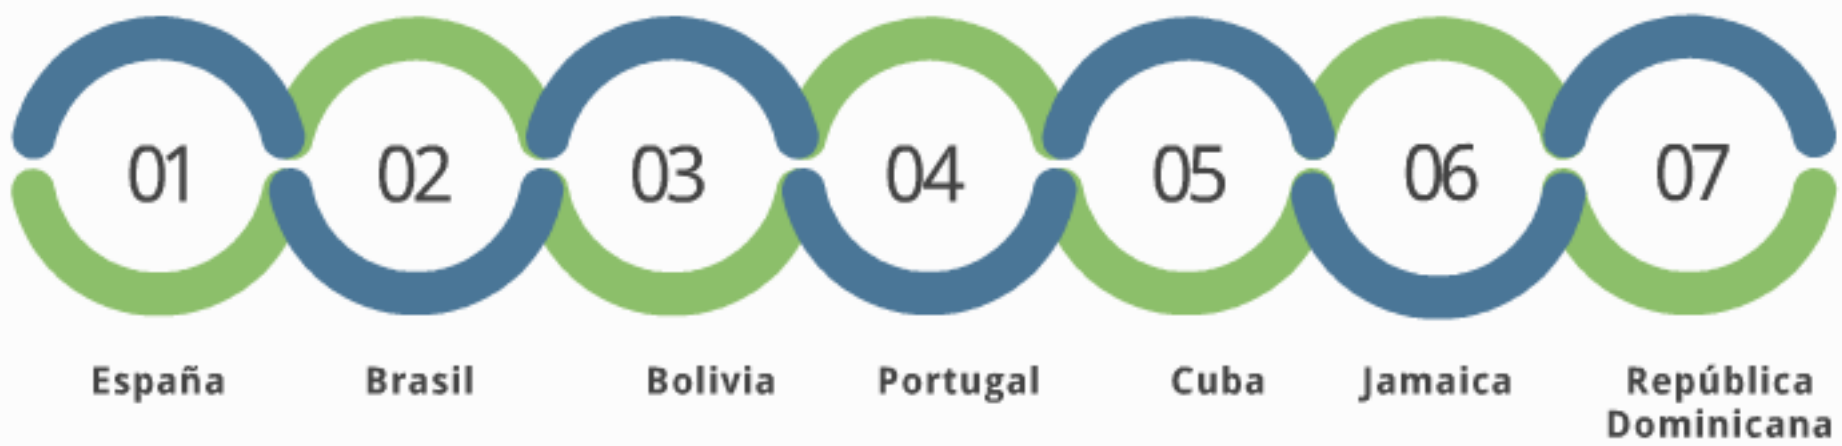 01 02 03 04 05 06 07
España Brasil Bolivia Portugal Cuba Jamaica República
Dominicana